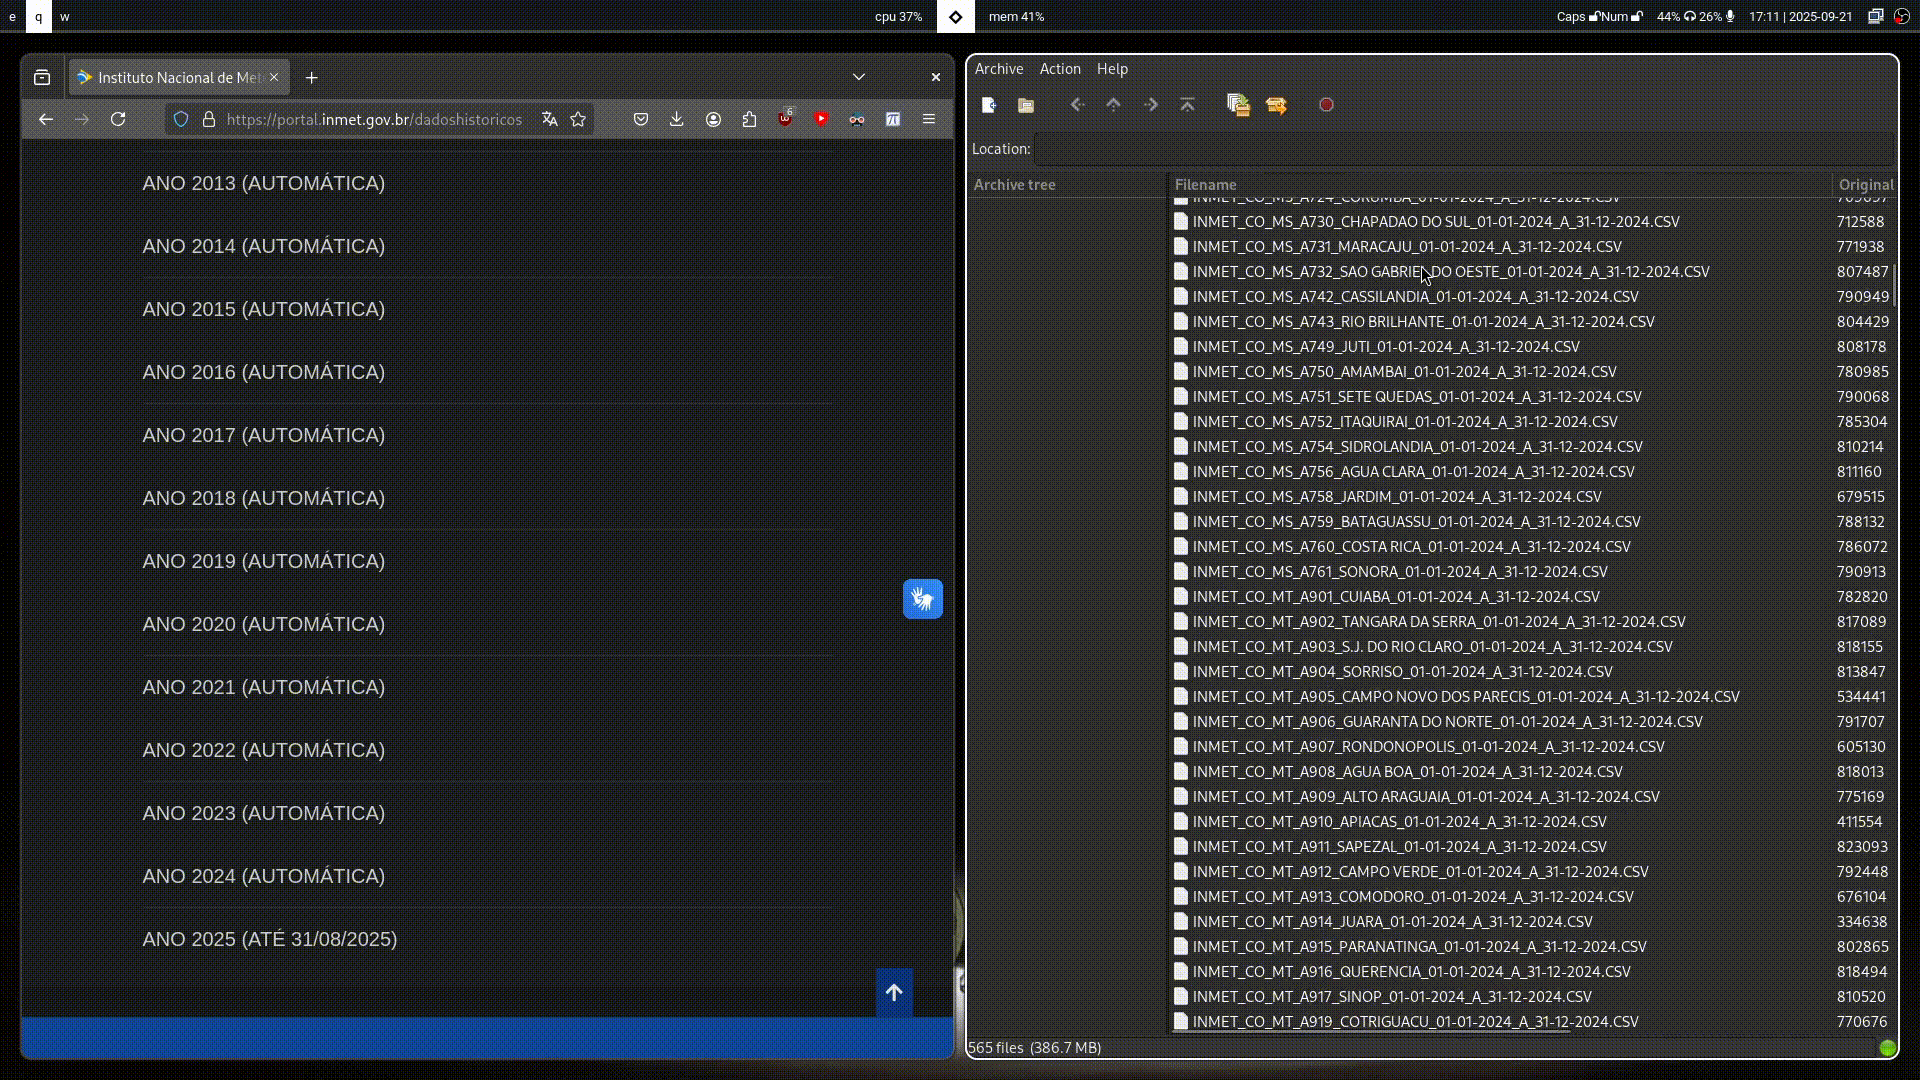 e q w
cpu 37%
mem 41%
Caps Num 44% 26% 17:11 | 2025-09-21
Instituto Nacional de Met
https://portal.inmet.gov.br/dadoshistoricos
6
ANO 2013 (AUTOMÁTICA)
ANO 2014 (AUTOMÁTICA)
ANO 2015 (AUTOMÁTICA)
ANO 2016 (AUTOMÁTICA)
ANO 2017 (AUTOMÁTICA)
ANO 2018 (AUTOMÁTICA)
ANO 2019 (AUTOMÁTICA)
ANO 2020 (AUTOMÁTICA)
ANO 2021 (AUTOMÁTICA)
ANO 2022 (AUTOMÁTICA)
ANO 2023 (AUTOMÁTICA)
ANO 2024 (AUTOMÁTICA)
ANO 2025 (ATÉ 31/08/2025)
Archive Action Help
Location:
Archive tree Filename Original
INMET_CO_MS_A724_CORUMBA_01-01-2024_A_31-12-2024.CSV
INMET_CO_MS_A730_CHAPADAO DO SUL_01-01-2024_A_31-12-2024.CSV 712588
INMET_CO_MS_A731_MARACAJU_01-01-2024_A_31-12-2024.CSV 771938
INMET_CO_MS_A732_SAO GABRIEL DO OESTE_01-01-2024_A_31-12-2024.CSV 807487
INMET_CO_MS_A742_CASSILANDIA_01-01-2024_A_31-12-2024.CSV 790949
INMET_CO_MS_A743_RIO BRILHANTE_01-01-2024_A_31-12-2024.CSV 804429
INMET_CO_MS_A749_JUTI_01-01-2024_A_31-12-2024.CSV 808178
INMET_CO_MS_A750_AMAMBAI_01-01-2024_A_31-12-2024.CSV 780985
INMET_CO_MS_A751_SETE QUEDAS_01-01-2024_A_31-12-2024.CSV 790068
INMET_CO_MS_A752_ITAQUIRAI_01-01-2024_A_31-12-2024.CSV 785304
INMET_CO_MS_A754_SIDROLANDIA_01-01-2024_A_31-12-2024.CSV 810214
INMET_CO_MS_A756_AGUA CLARA_01-01-2024_A_31-12-2024.CSV 811160
INMET_CO_MS_A758_JARDIM_01-01-2024_A_31-12-2024.CSV 679515
INMET_CO_MS_A759_BATAGUASSU_01-01-2024_A_31-12-2024.CSV 788132
INMET_CO_MS_A760_COSTA RICA_01-01-2024_A_31-12-2024.CSV 786072
INMET_CO_MS_A761_SONORA_01-01-2024_A_31-12-2024.CSV 790913
INMET_CO_MT_A901_CUIABA_01-01-2024_A_31-12-2024.CSV 782820
INMET_CO_MT_A902_TANGARA DA SERRA_01-01-2024_A_31-12-2024.CSV 817089
INMET_CO_MT_A903_S.J. DO RIO CLARO_01-01-2024_A_31-12-2024.CSV 818155
INMET_CO_MT_A904_SORRISO_01-01-2024_A_31-12-2024.CSV 813847
INMET_CO_MT_A905_CAMPO NOVO DOS PARECIS_01-01-2024_A_31-12-2024.CSV 534441
INMET_CO_MT_A906_GUARANTA DO NORTE_01-01-2024_A_31-12-2024.CSV 791707
INMET_CO_MT_A907_RONDONOPOLIS_01-01-2024_A_31-12-2024.CSV 605130
INMET_CO_MT_A908_AGUA BOA_01-01-2024_A_31-12-2024.CSV 818013
INMET_CO_MT_A909_ALTO ARAGUAIA_01-01-2024_A_31-12-2024.CSV 775169
INMET_CO_MT_A910_APIACAS_01-01-2024_A_31-12-2024.CSV 411554
INMET_CO_MT_A911_SAPEZAL_01-01-2024_A_31-12-2024.CSV 823093
INMET_CO_MT_A912_CAMPO VERDE_01-01-2024_A_31-12-2024.CSV 792448
INMET_CO_MT_A913_COMODORO_01-01-2024_A_31-12-2024.CSV 676104
INMET_CO_MT_A914_JUARA_01-01-2024_A_31-12-2024.CSV 334638
INMET_CO_MT_A915_PARANATINGA_01-01-2024_A_31-12-2024.CSV 802865
INMET_CO_MT_A916_QUERENCIA_01-01-2024_A_31-12-2024.CSV 818494
INMET_CO_MT_A917_SINOP_01-01-2024_A_31-12-2024.CSV 810520
INMET_CO_MT_A919_COTRIGUACU_01-01-2024_A_31-12-2024.CSV 770676
565 files (386.7 MB)